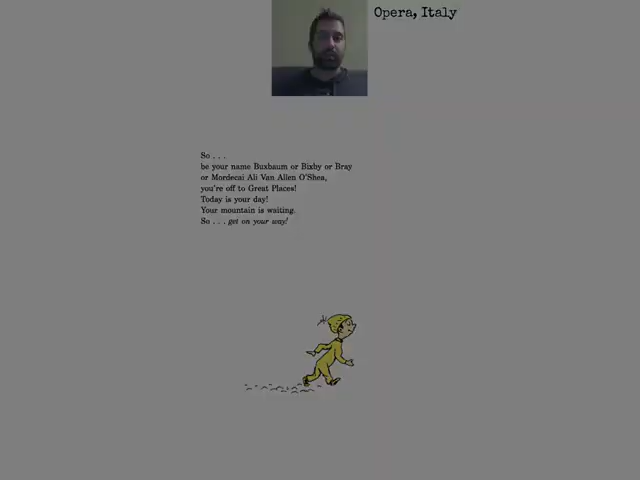 Opera, Italy
So . . .
be your name Buxbaum or Bixby or Bray
or Mordecai Ali Van Allen O'Shea,
you're off to Great Places!
Today is your day!
Your mountain is waiting.
So . . . get on your way!